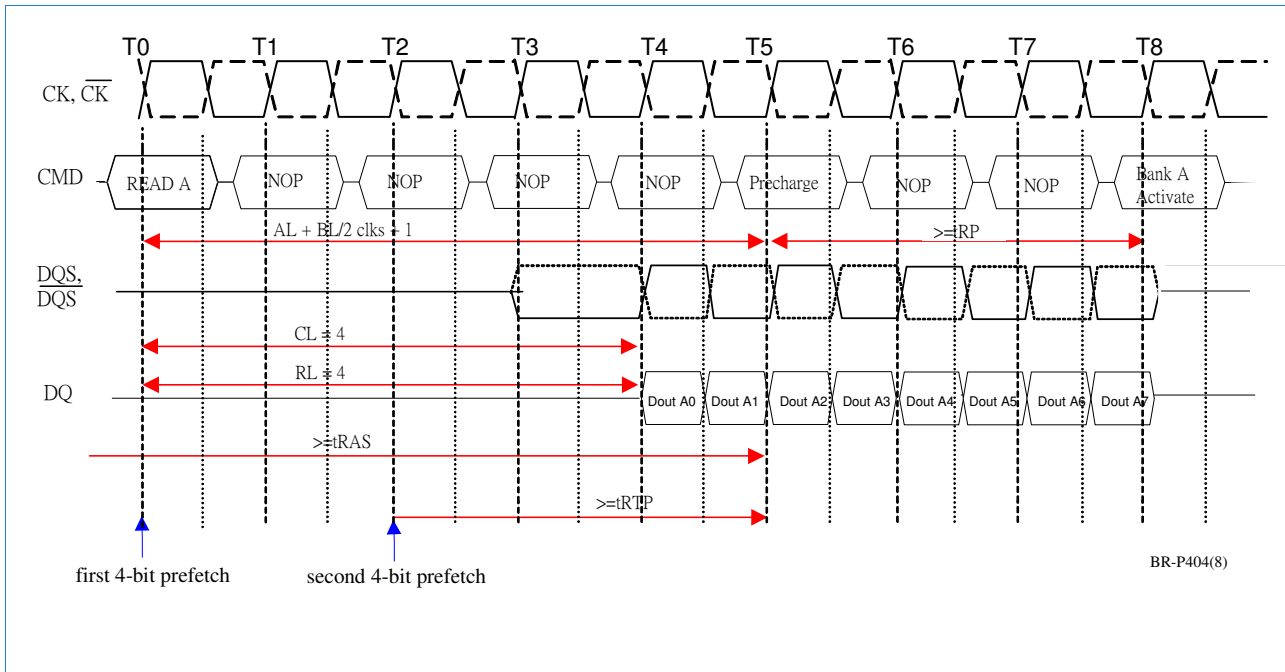 T0 T1 T2 T3 T4 T5 T6 T7 T8
CK, CK
CMD READ A NOP NOP NOP NOP Precharge NOP NOP Bank A Activate
AL + BL/2 clks + 1 >=tRP
DQS,
DQS
CL = 4
RL = 4
DQ Dout A0 Dout A1 Dout A2 Dout A3 Dout A4 Dout A5 Dout A6 Dout A7
>=tRAS
>=tRTP
first 4-bit prefetch second 4-bit prefetch BR-P404(8)